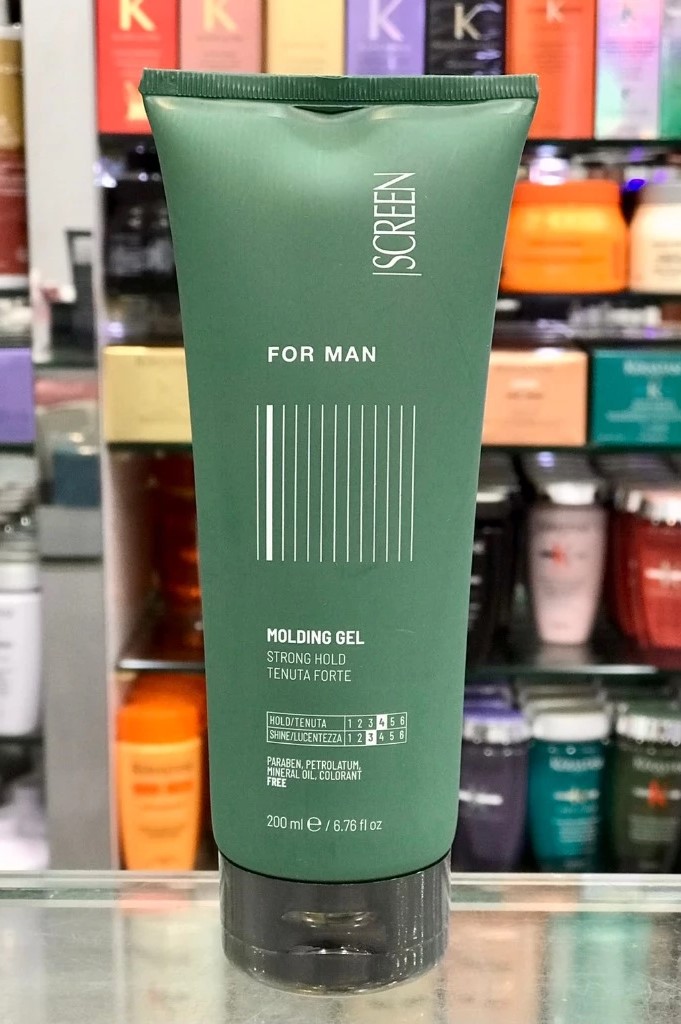 SCREEN
FOR MAN
MOLDING GEL
STRONG HOLD
TENUTA FORTE
HOLD/TENUTA 1 2 3 4 5 6
SHINE/LUCENTEZZA 1 2 3 4 5 6
PARABEN, PETROLATUM,
MINERAL OIL, COLORANT
FREE
200 ml ℮ / 6.76 fl oz
K
K
K
K
K